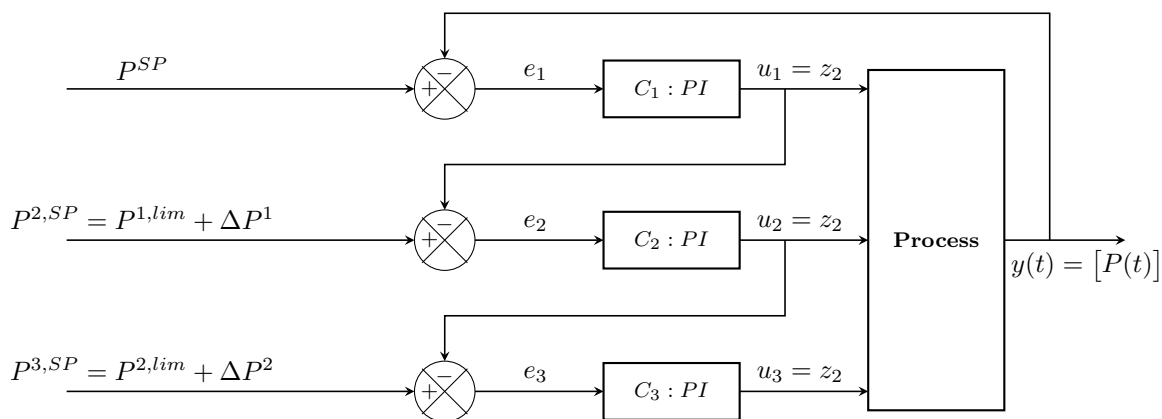 P^{SP}
−
+
e_1
C_1 : PI
u_1 = z_2
P^{2,SP} = P^{1,lim} + ΔP^1
−
+
e_2
C_2 : PI
u_2 = z_2
Process
y(t) = [P(t)]
P^{3,SP} = P^{2,lim} + ΔP^2
−
+
e_3
C_3 : PI
u_3 = z_2